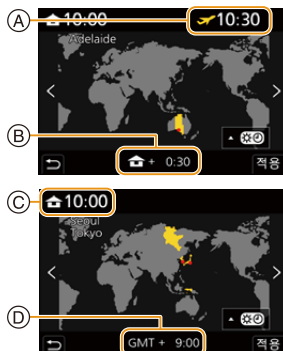 A
10:00
10:30
Adelaide
B
+ 0:30
적용
C
10:00
Seoul
Tokyo
D
GMT + 9:00
적용